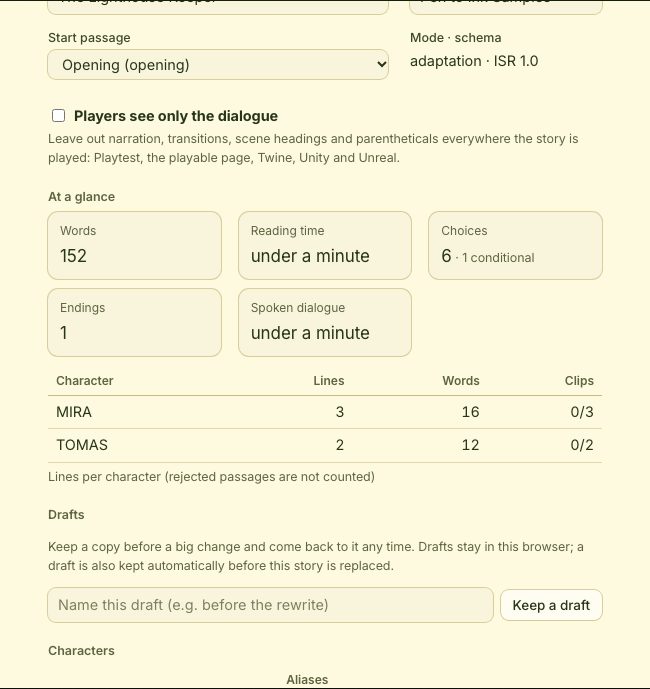 Start passage
Mode · schema
Opening (opening)
adaptation · ISR 1.0
Players see only the dialogue
Leave out narration, transitions, scene headings and parentheticals everywhere the story is
played: Playtest, the playable page, Twine, Unity and Unreal.
At a glance
Words
152
Reading time
under a minute
Choices
6 · 1 conditional
Endings
1
Spoken dialogue
under a minute
Character Lines Words Clips
MIRA 3 16 0/3
TOMAS 2 12 0/2
Lines per character (rejected passages are not counted)
Drafts
Keep a copy before a big change and come back to it any time. Drafts stay in this browser; a
draft is also kept automatically before this story is replaced.
Name this draft (e.g. before the rewrite)
Keep a draft
Characters
Aliases